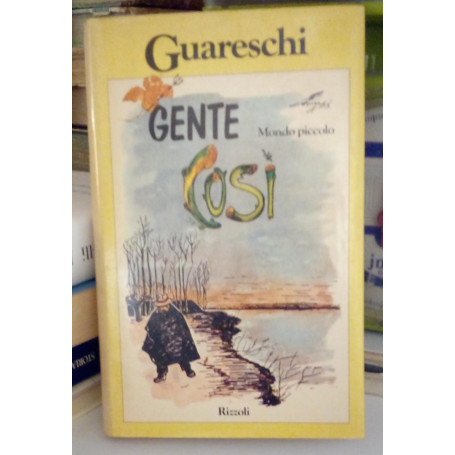 Guareschi
GENTE
Mondo piccolo
Così
Rizzoli